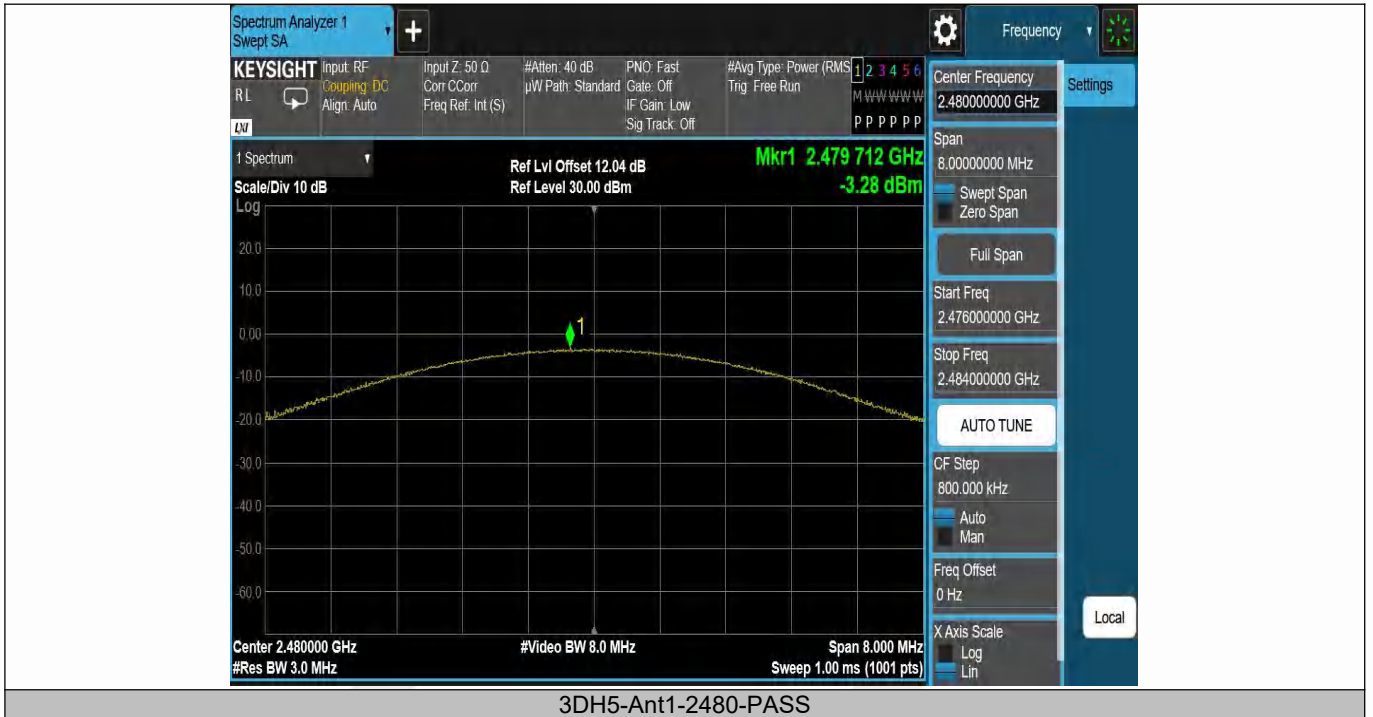 Spectrum Analyzer 1
Swept SA
+
Frequency
KEYSIGHT
RL
LXI
Input: RF
Coupling: DC
Align: Auto
Input Z: 50 Ω
Corr CCorr
Freq Ref: Int (S)
#Atten: 40 dB
µW Path: Standard
PNO: Fast
Gate: Off
IF Gain: Low
Sig Track: Off
#Avg Type: Power (RMS
Trig: Free Run
1 2 3 4 5 6
M W W W W W
P P P P P P
1 Spectrum
Scale/Div 10 dB
Log
Ref Lvl Offset 12.04 dB
Ref Level 30.00 dBm
Mkr1 2.479 712 GHz
-3.28 dBm
20.0
10.0
0.00
-10.0
-20.0
-30.0
-40.0
-50.0
-60.0
1
Center 2.480000 GHz
#Res BW 3.0 MHz
#Video BW 8.0 MHz
Span 8.000 MHz
Sweep 1.00 ms (1001 pts)
Center Frequency
2.480000000 GHz
Settings
Span
8.00000000 MHz
Swept Span
Zero Span
Full Span
Start Freq
2.476000000 GHz
Stop Freq
2.484000000 GHz
AUTO TUNE
CF Step
800.000 kHz
Auto
Man
Freq Offset
0 Hz
Local
X Axis Scale
Log
Lin
3DH5-Ant1-2480-PASS